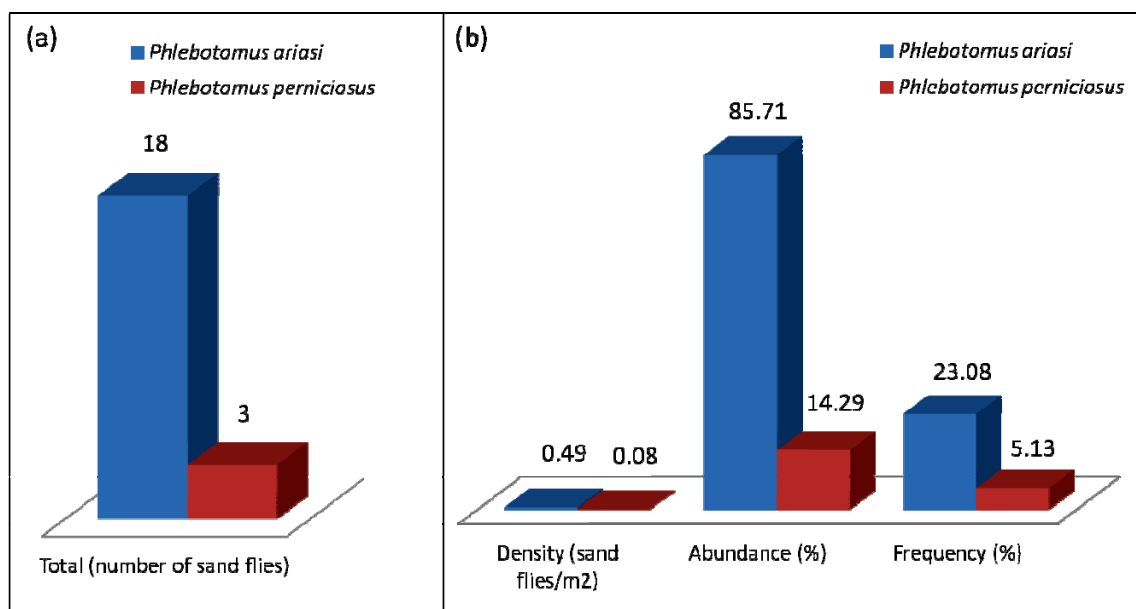 (a)
Phlebotomus ariasi
Phlebotomus perniciosus
18
3
Total (number of sand flies)
(b)
Phlebotomus ariasi
Phlebotomus perniciosus
85.71
23.08
14.29
5.13
0.49 0.08
Density (sand
flies/m2)
Abundance (%)
Frequency (%)